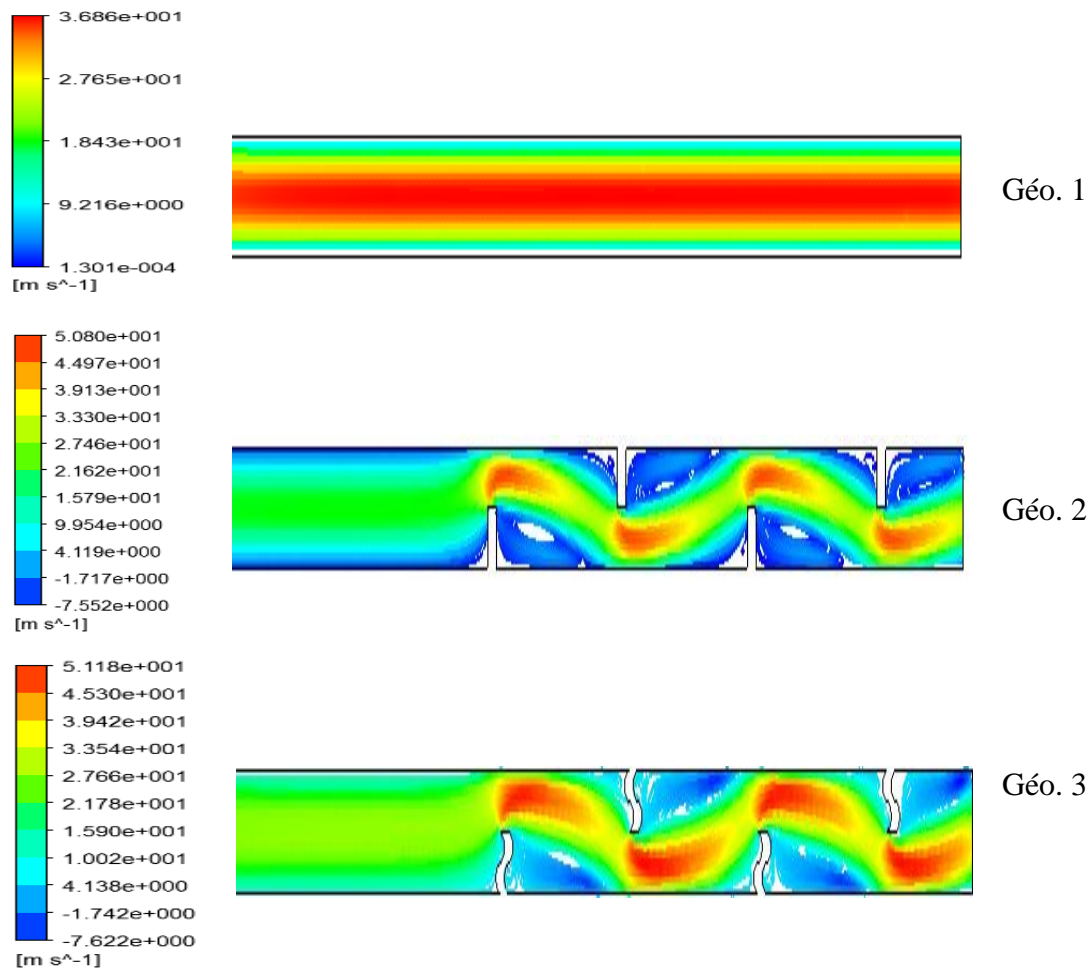 3.686e+001
2.765e+001
1.843e+001
9.216e+000
1.301e-004
[m s^-1]
Géo. 1
5.080e+001
4.497e+001
3.913e+001
3.330e+001
2.746e+001
2.162e+001
1.579e+001
9.954e+000
4.119e+000
-1.717e+000
-7.552e+000
[m s^-1]
Géo. 2
5.118e+001
4.530e+001
3.942e+001
3.354e+001
2.766e+001
2.178e+001
1.590e+001
1.002e+001
4.138e+000
-1.742e+000
-7.622e+000
[m s^-1]
Géo. 3